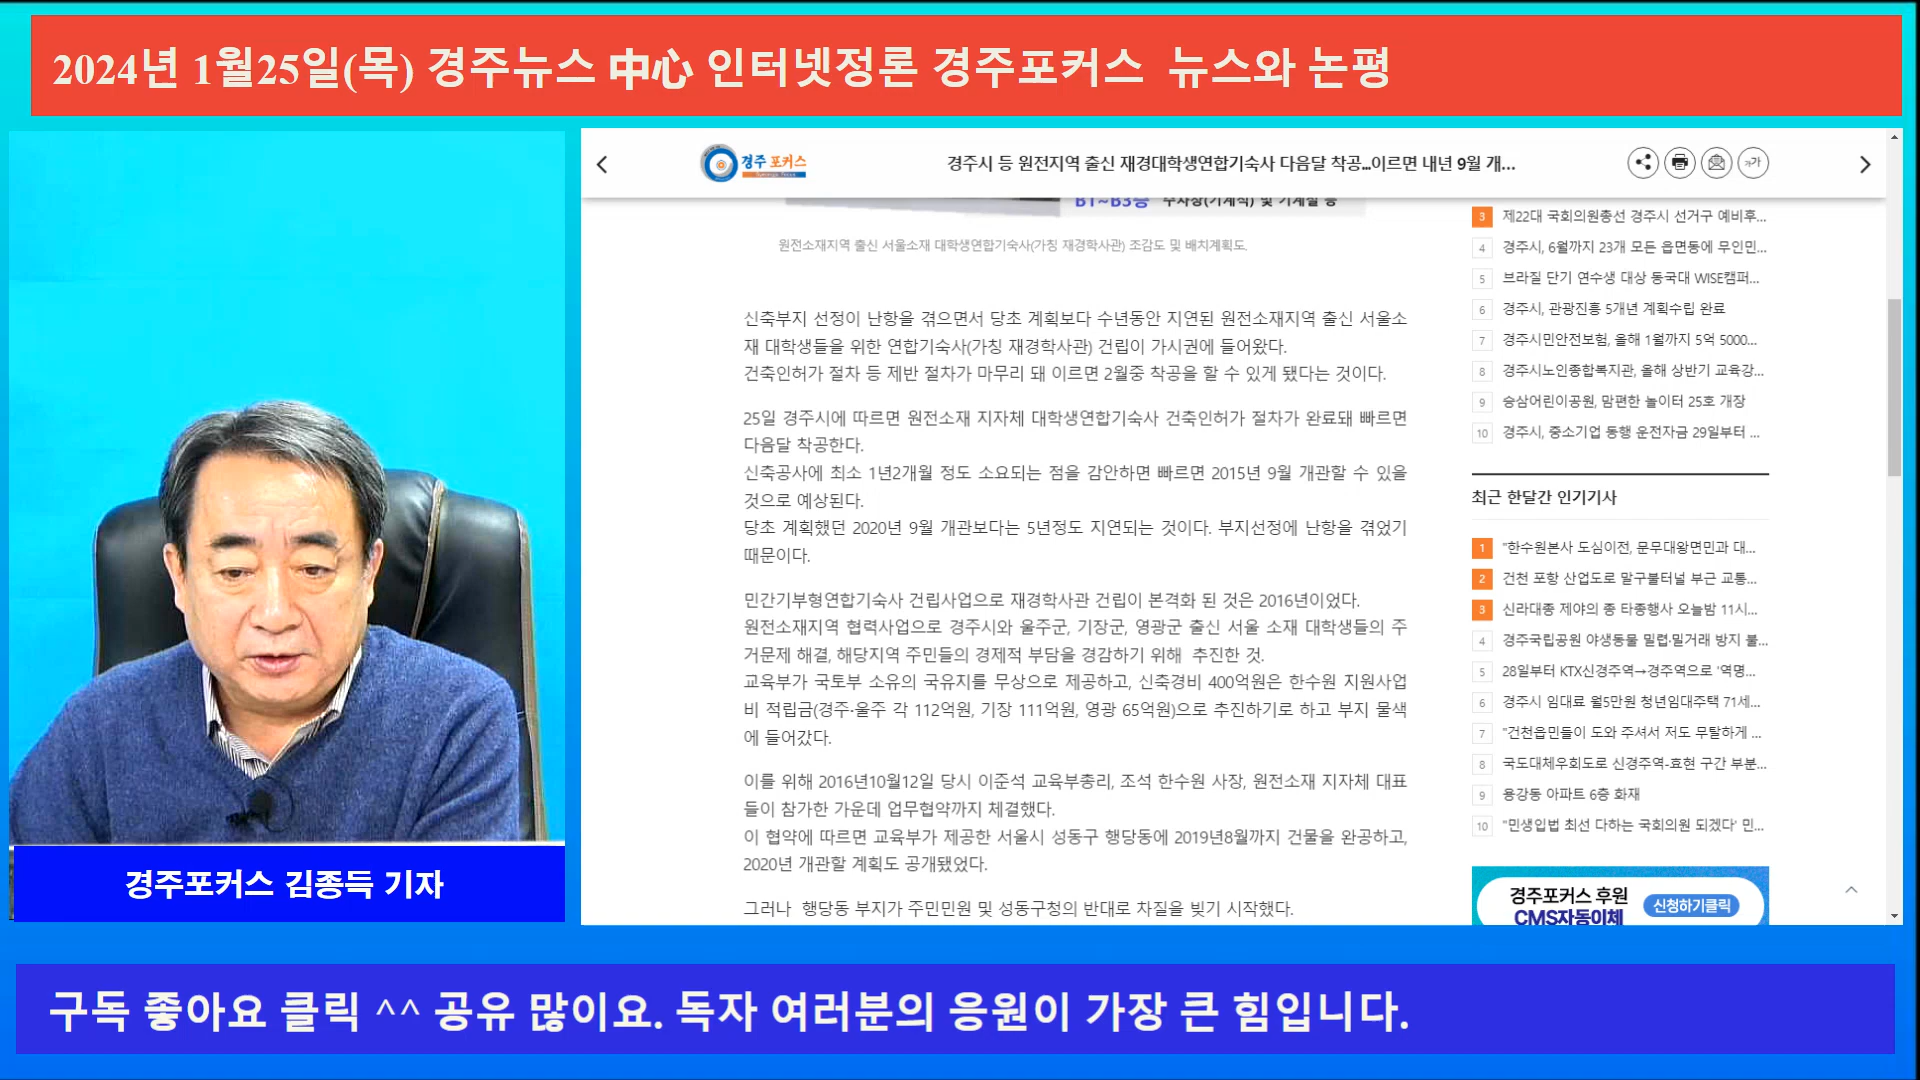 2024년 1월25일(목) 경주뉴스 中心 인터넷정론 경주포커스 뉴스와 논평
경주 포커스
경주시 등 원전지역 출신 재경대학생연합기숙사 다음달 착공...이르면 내년 9월 개...
가가
B1~B3층 주차장(기계식) 및 기계실 등
원전소재지역 출신 서울소재 대학생연합기숙사(가칭 재경학사관) 조감도 및 배치계획도.
신축부지 선정이 난항을 겪으면서 당초 계획보다 수년동안 지연된 원전소재지역 출신 서울소
재 대학생들을 위한 연합기숙사(가칭 재경학사관) 건립이 가시권에 들어왔다.
건축인허가 절차 등 제반 절차가 마무리 돼 이르면 2월중 착공을 할 수 있게 됐다는 것이다.
25일 경주시에 따르면 원전소재 지자체 대학생연합기숙사 건축인허가 절차가 완료돼 빠르면
다음달 착공한다.
신축공사에 최소 1년2개월 정도 소요되는 점을 감안하면 빠르면 2015년 9월 개관할 수 있을
것으로 예상된다.
당초 계획했던 2020년 9월 개관보다는 5년정도 지연되는 것이다. 부지선정에 난항을 겪었기
때문이다.
민간기부형연합기숙사 건립사업으로 재경학사관 건립이 본격화 된 것은 2016년이었다.
원전소재지역 협력사업으로 경주시와 울주군, 기장군, 영광군 출신 서울 소재 대학생들의 주
거문제 해결, 해당지역 주민들의 경제적 부담을 경감하기 위해 추진한 것.
교육부가 국토부 소유의 국유지를 무상으로 제공하고, 신축경비 400억원은 한수원 지원사업
비 적립금(경주·울주 각 112억원, 기장 111억원, 영광 65억원)으로 추진하기로 하고 부지 물색
에 들어갔다.
이를 위해 2016년10월12일 당시 이준석 교육부총리, 조석 한수원 사장, 원전소재 지자체 대표
들이 참가한 가운데 업무협약까지 체결했다.
이 협약에 따르면 교육부가 제공한 서울시 성동구 행당동에 2019년8월까지 건물을 완공하고,
2020년 개관할 계획도 공개됐었다.
그러나 행당동 부지가 주민민원 및 성동구청의 반대로 차질을 빚기 시작했다.
3 제22대 국회의원총선 경주시 선거구 예비후...
4 경주시, 6월까지 23개 모든 읍면동에 무인민...
5 브라질 단기 연수생 대상 동국대 WISE캠퍼...
6 경주시, 관광진흥 5개년 계획수립 완료
7 경주시민안전보험, 올해 1월까지 5억 5000...
8 경주시노인종합복지관, 올해 상반기 교육강...
9 승삼어린이공원, 맘편한 놀이터 25호 개장
10 경주시, 중소기업 동행 운전자금 29일부터 ...
최근 한달간 인기기사
1 "한수원본사 도심이전, 문무대왕면민과 대...
2 건천 포항 산업도로 말구불터널 부근 교통...
3 신라대종 제야의 종 타종행사 오늘밤 11시...
4 경주국립공원 야생동물 밀렵·밀거래 방지 불...
5 28일부터 KTX신경주역→경주역으로 '역명...
6 경주시 임대료 월5만원 청년임대주택 71세...
7 "건천읍민들이 도와 주셔서 저도 무탈하게 ...
8 국도대체우회도로 신경주역-효현 구간 부분...
9 용강동 아파트 6층 화재
10 "민생입법 최선 다하는 국회의원 되겠다' 민...
경주포커스 후원
CMS자동이체
신청하기클릭
경주포커스 김종득 기자
구독 좋아요 클릭 ^^ 공유 많이요. 독자 여러분의 응원이 가장 큰 힘입니다.